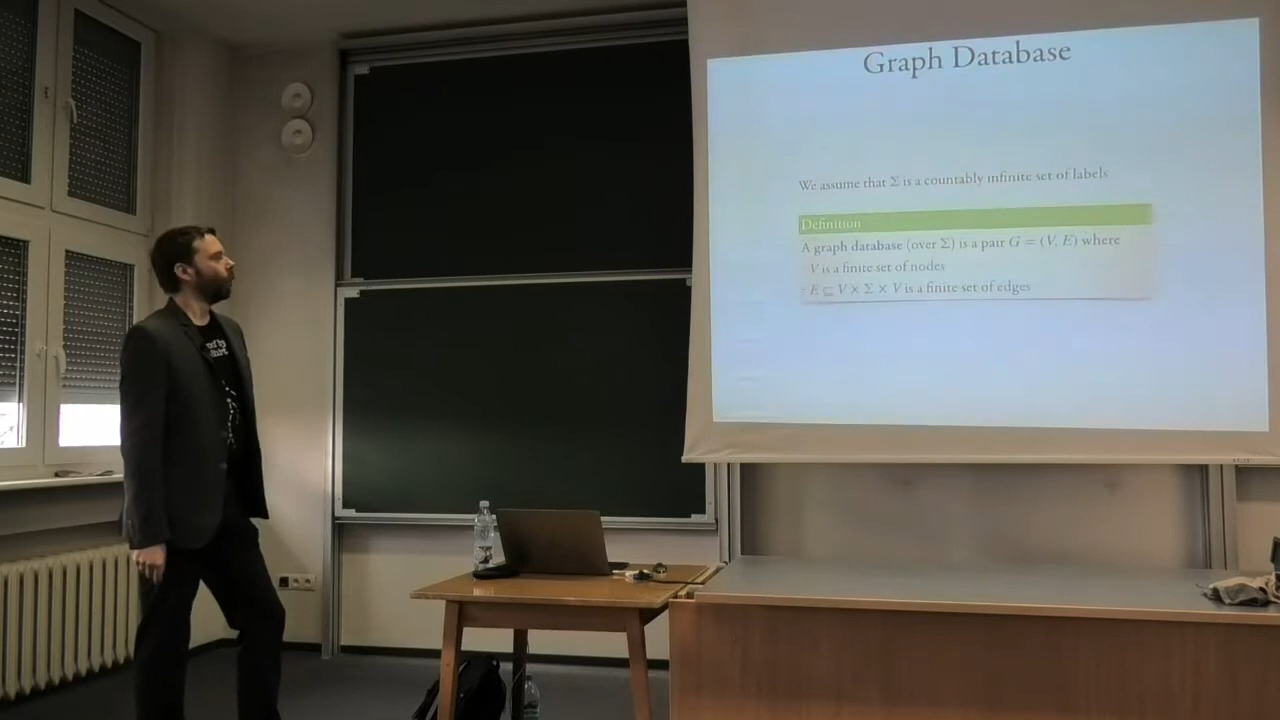 Graph Database
We assume that Σ is a countably infinite set of labels
Definition
A graph database (over Σ) is a pair G = (V, E) where
V is a finite set of nodes
E ⊆ V × Σ × V is a finite set of edges